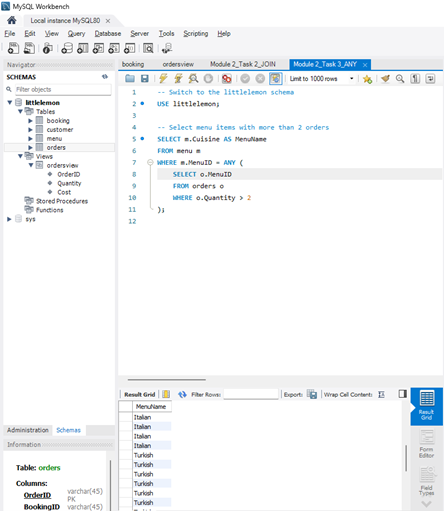 MySQL Workbench
Local instance MySQL80 ×
File Edit View Query Database Server Tools Scripting Help
Navigator
SCHEMAS
Filter objects
littlelemon
Tables
booking
customer
menu
orders
Views
ordersview
OrderID
Quantity
Cost
Stored Procedures
Functions
sys
Administration Schemas
Information
Table: orders
Columns:
OrderID varchar(45)
PK
BookingID varchar(45)
booking ordersview Module 2_Task 2_JOIN Module 2_Task 3_ANY ×
Limit to 1000 rows
1 -- Switch to the littlelemon schema
2 USE littlelemon;
3
4 -- Select menu items with more than 2 orders
5 SELECT m.Cuisine AS MenuName
6 FROM menu m
7 WHERE m.MenuID = ANY (
8 SELECT o.MenuID
9 FROM orders o
10 WHERE o.Quantity > 2
11 );
12
Result Grid Filter Rows: Export: Wrap Cell Content:
MenuName
Italian
Italian
Italian
Italian
Turkish
Turkish
Turkish
Turkish
Turkish
Turkish
Result
Grid
Form
Editor
Field
Types